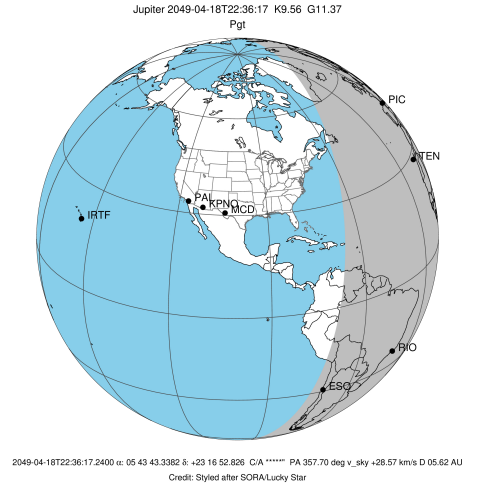 Jupiter 2049-04-18T22:36:17 K9.56 G11.37
Pgt
PIC
TEN
PAL
KPNO
MCD
IRTF
RIO
ESO
2049-04-18T22:36:17.2400 α: 05 43 43.3382 δ: +23 16 52.826 C/A *****" PA 357.70 deg v_sky +28.57 km/s D 05.62 AU
Credit: Styled after SORA/Lucky Star